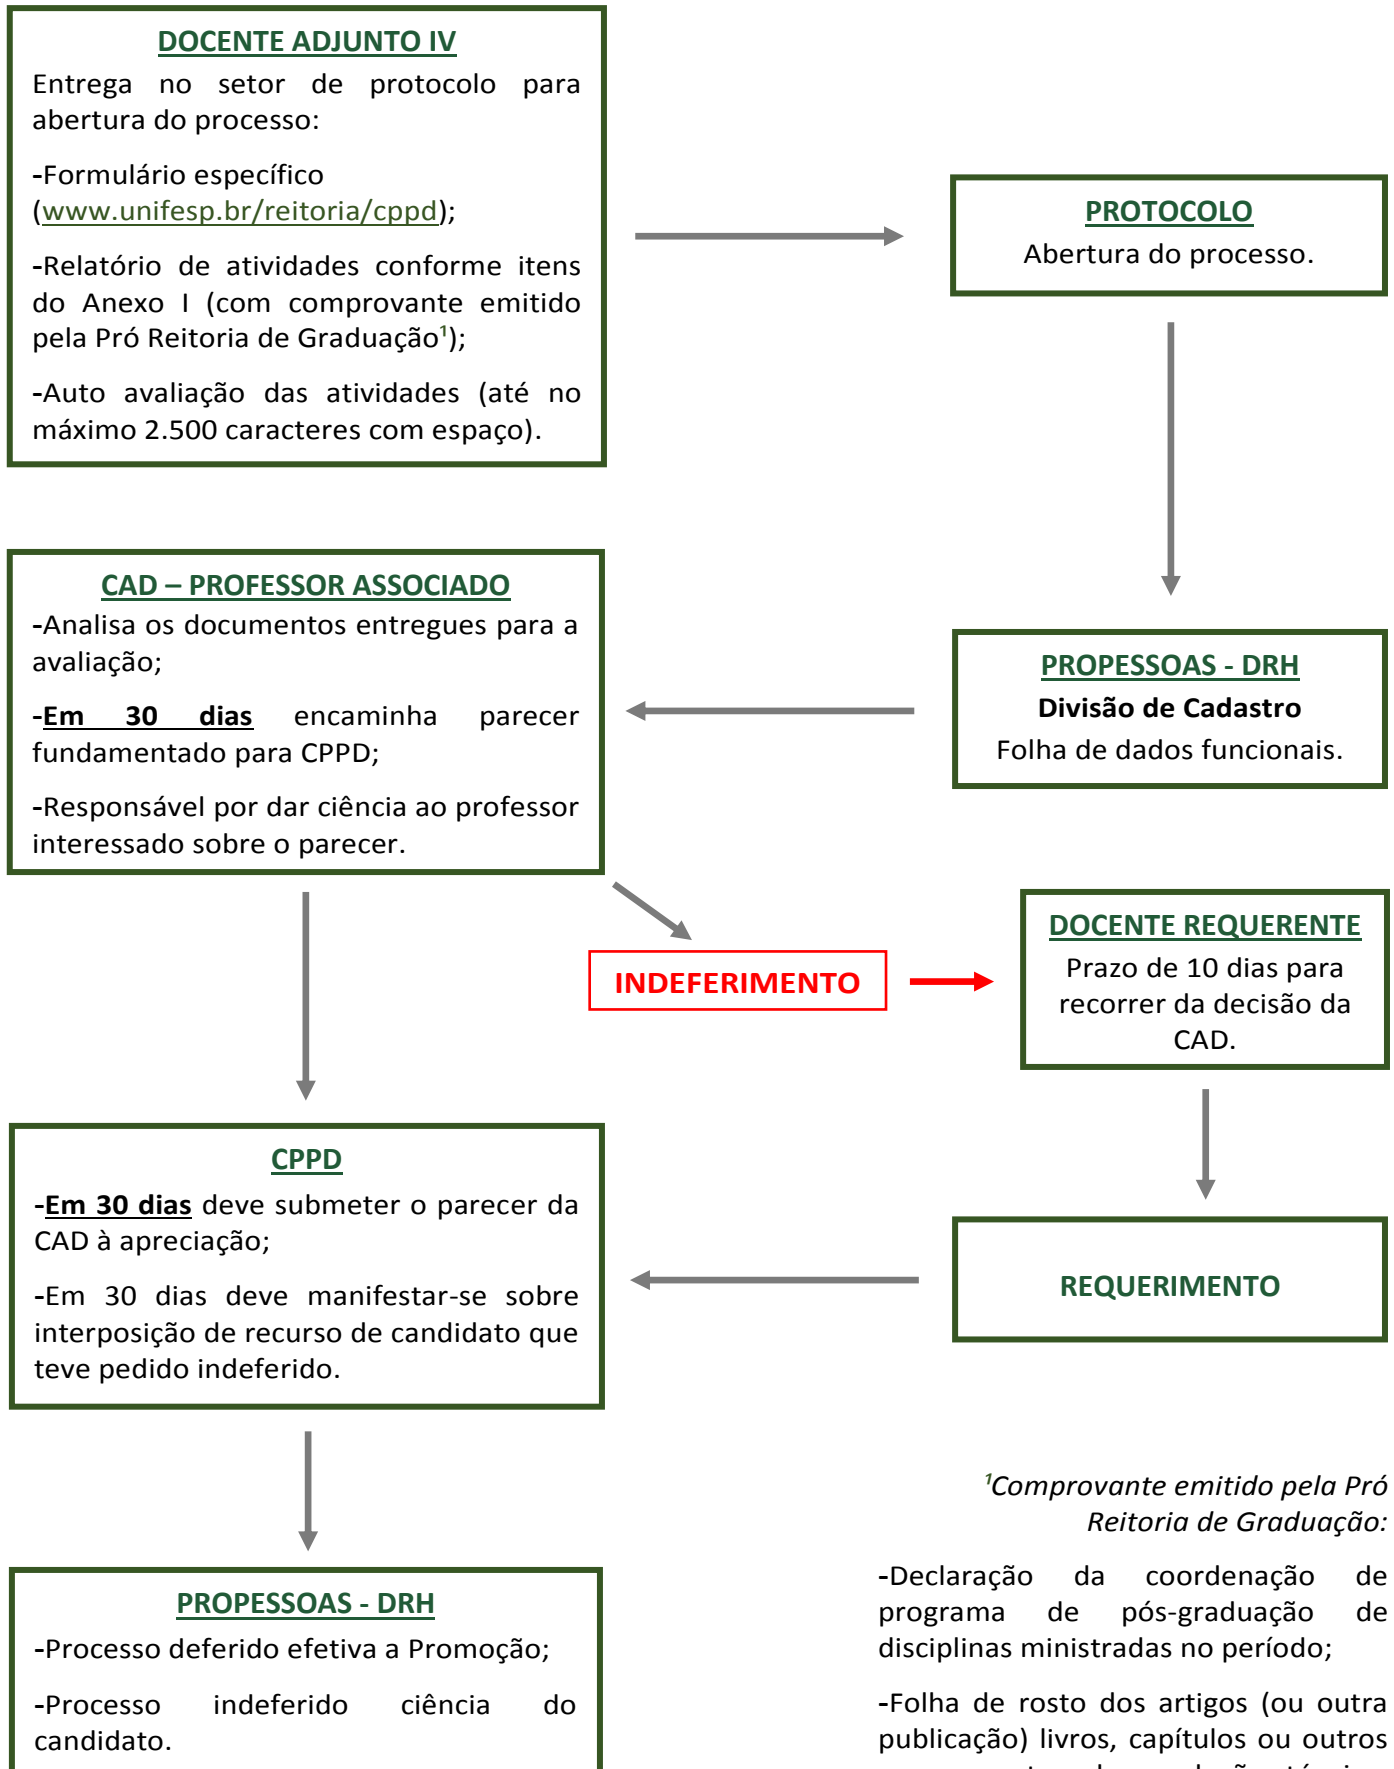 DOCENTE ADJUNTO IV
Entrega no setor de protocolo para
abertura do processo:
-Formulário específico
(www.unifesp.br/reitoria/cppd);
-Relatório de atividades conforme itens
do Anexo I (com comprovante emitido
pela Pró Reitoria de Graduação¹);
-Auto avaliação das atividades (até no
máximo 2.500 caracteres com espaço).
PROTOCOLO
Abertura do processo.
PROPESSOAS - DRH
Divisão de Cadastro
Folha de dados funcionais.
CAD – PROFESSOR ASSOCIADO
-Analisa os documentos entregues para a
avaliação;
-Em 30 dias encaminha parecer
fundamentado para CPPD;
-Responsável por dar ciência ao professor
interessado sobre o parecer.
INDEFERIMENTO
DOCENTE REQUERENTE
Prazo de 10 dias para
recorrer da decisão da
CAD.
REQUERIMENTO
CPPD
-Em 30 dias deve submeter o parecer da
CAD à apreciação;
-Em 30 dias deve manifestar-se sobre
interposição de recurso de candidato que
teve pedido indeferido.
PROPESSOAS - DRH
-Processo deferido efetiva a Promoção;
-Processo indeferido ciência do
candidato.
¹Comprovante emitido pela Pró
Reitoria de Graduação:
-Declaração da coordenação de
programa de pós-graduação de
disciplinas ministradas no período;
-Folha de rosto dos artigos (ou outra
publicação) livros, capítulos ou outros